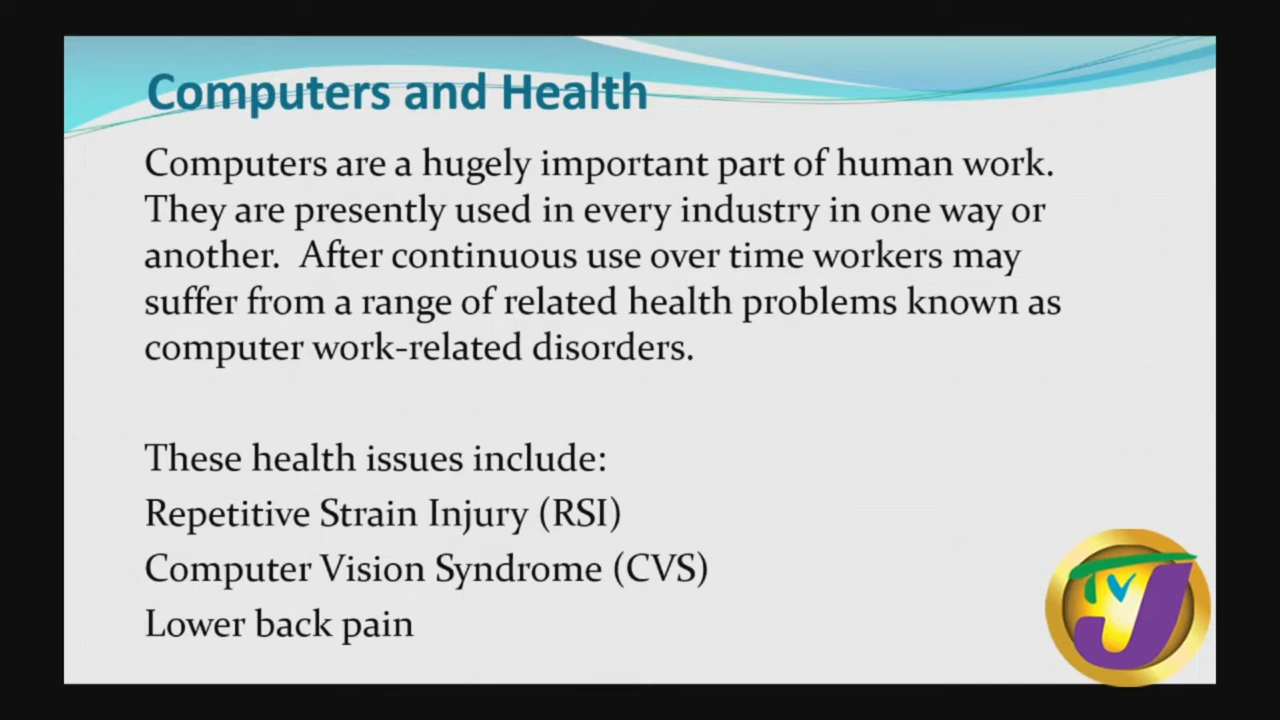 Computers and Health
Computers are a hugely important part of human work.
They are presently used in every industry in one way or
another.  After continuous use over time workers may
suffer from a range of related health problems known as
computer work-related disorders.
These health issues include:
Repetitive Strain Injury (RSI)
Computer Vision Syndrome (CVS)
Lower back pain
TVJ